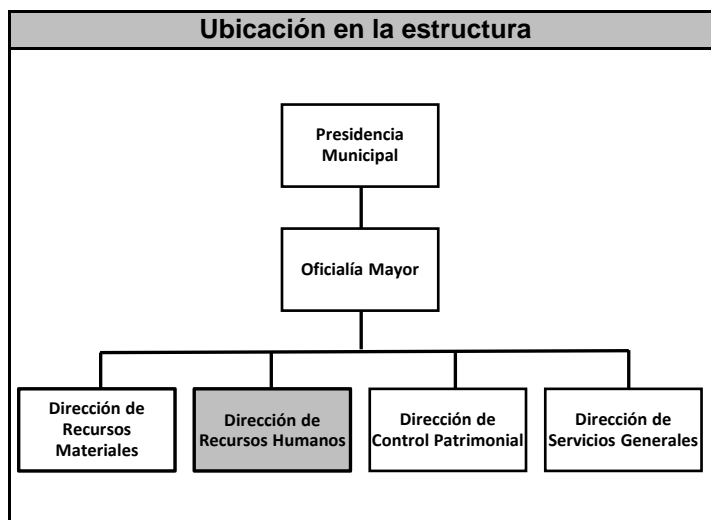 Ubicación en la estructura
Presidencia
Municipal
Oficialía Mayor
Dirección de
Recursos
Materiales
Dirección de
Recursos Humanos
Dirección de
Control Patrimonial
Dirección de
Servicios Generales